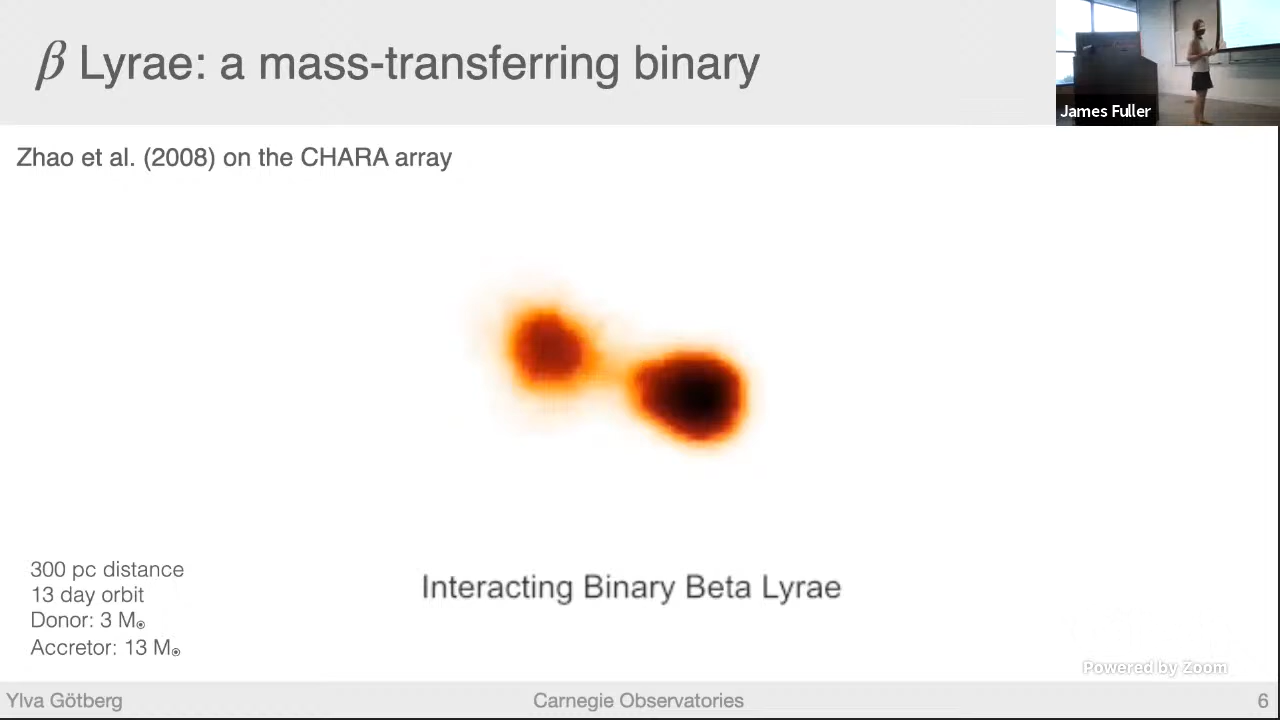 β Lyrae: a mass-transferring binary
James Fuller
Zhao et al. (2008) on the CHARA array
300 pc distance
13 day orbit
Donor: 3 M☉
Accretor: 13 M☉
Interacting Binary Beta Lyrae
Powered by Zoom
Ylva Götberg
Carnegie Observatories
6